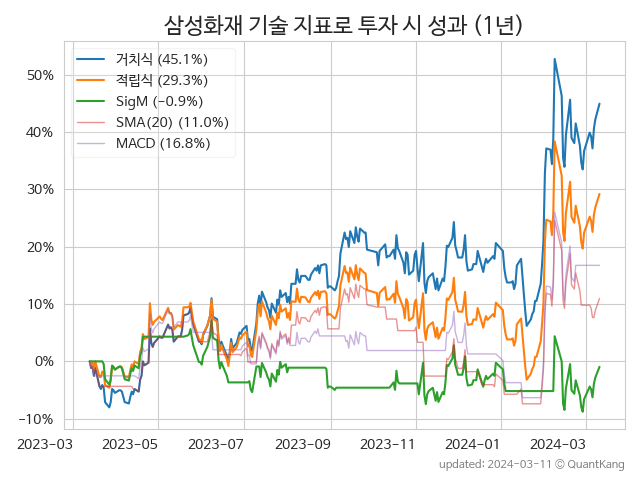 삼성화재 기술 지표로 투자 시 성과 (1년)
거치식 (45.1%)
적립식 (29.3%)
SigM (−0.9%)
SMA(20) (11.0%)
MACD (16.8%)
50%
40%
30%
20%
10%
0%
−10%
2023-03 2023-05 2023-07 2023-09 2023-11 2024-01 2024-03
updated: 2024-03-11 © QuantKang